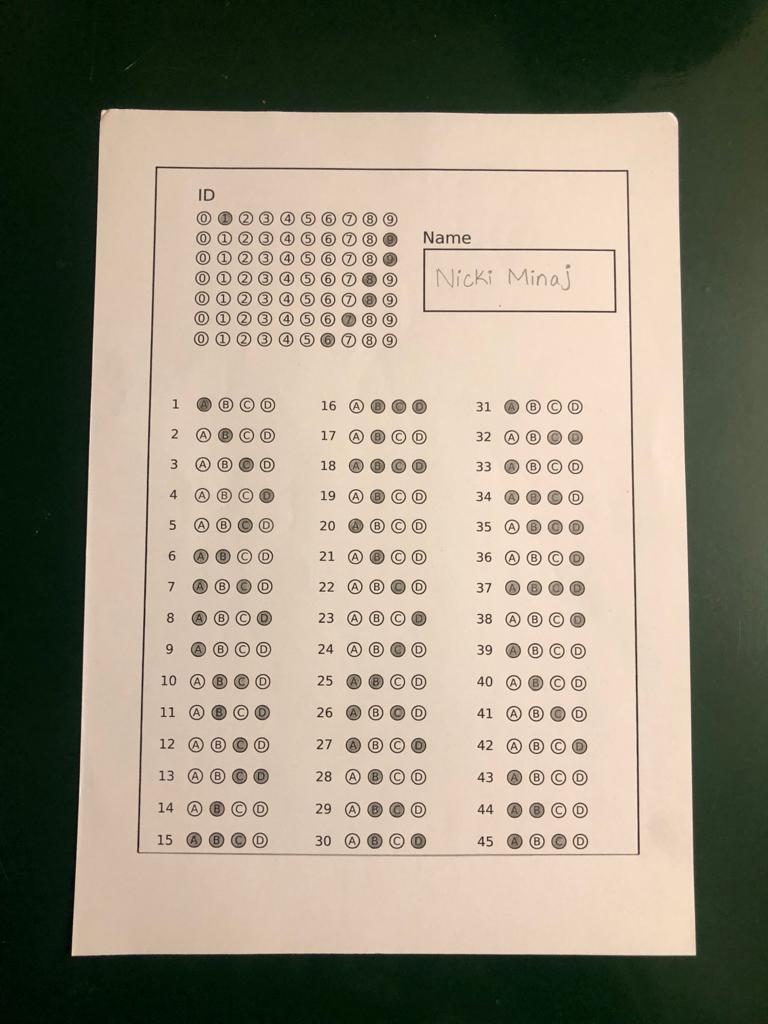 ID
0 1 2 3 4 5 6 7 8 9
0 1 2 3 4 5 6 7 8 9
0 1 2 3 4 5 6 7 8 9
0 1 2 3 4 5 6 7 8 9
0 1 2 3 4 5 6 7 8 9
0 1 2 3 4 5 6 7 8 9
0 1 2 3 4 5 6 7 8 9
Name
Nicki Minaj
1 A B C D
2 A B C D
3 A B C D
4 A B C D
5 A B C D
6 A B C D
7 A B C D
8 A B C D
9 A B C D
10 A B C D
11 A B C D
12 A B C D
13 A B C D
14 A B C D
15 A B C D
16 A B C D
17 A B C D
18 A B C D
19 A B C D
20 A B C D
21 A B C D
22 A B C D
23 A B C D
24 A B C D
25 A B C D
26 A B C D
27 A B C D
28 A B C D
29 A B C D
30 A B C D
31 A B C D
32 A B C D
33 A B C D
34 A B C D
35 A B C D
36 A B C D
37 A B C D
38 A B C D
39 A B C D
40 A B C D
41 A B C D
42 A B C D
43 A B C D
44 A B C D
45 A B C D